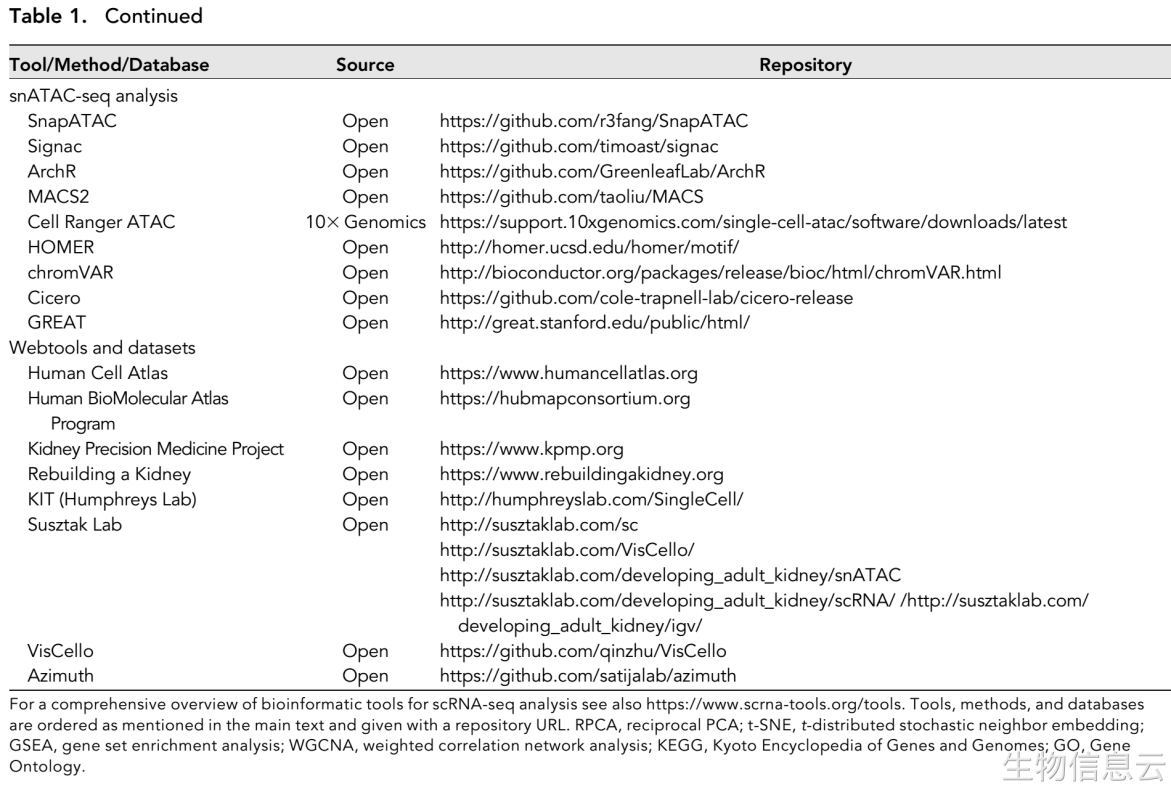 Table 1. Continued
Tool/Method/Database Source Repository
snATAC-seq analysis
SnapATAC Open https://github.com/r3fang/SnapATAC
Signac Open https://github.com/timoast/signac
ArchR Open https://github.com/GreenleafLab/ArchR
MACS2 Open https://github.com/taoliu/MACS
Cell Ranger ATAC 10× Genomics https://support.10xgenomics.com/single-cell-atac/software/downloads/latest
HOMER Open http://homer.ucsd.edu/homer/motif/
chromVAR Open http://bioconductor.org/packages/release/bioc/html/chromVAR.html
Cicero Open https://github.com/cole-trapnell-lab/cicero-release
GREAT Open http://great.stanford.edu/public/html/
Webtools and datasets
Human Cell Atlas Open https://www.humancellatlas.org
Human BioMolecular Atlas Open https://hubmapconsortium.org
Program
Kidney Precision Medicine Project Open https://www.kpmp.org
Rebuilding a Kidney Open https://www.rebuildingakidney.org
KIT (Humphreys Lab) Open http://humphreyslab.com/SingleCell/
Susztak Lab Open http://susztaklab.com/sc
http://susztaklab.com/VisCello/
http://susztaklab.com/developing_adult_kidney/snATAC
http://susztaklab.com/developing_adult_kidney/scRNA/ /http://susztaklab.com/
developing_adult_kidney/igv/
VisCello Open https://github.com/qinzhu/VisCello
Azimuth Open https://github.com/satijalab/azimuth
For a comprehensive overview of bioinformatic tools for scRNA-seq analysis see also https://www.scrna-tools.org/tools. Tools, methods, and databases
are ordered as mentioned in the main text and given with a repository URL. RPCA, reciprocal PCA; t-SNE, t-distributed stochastic neighbor embedding;
GSEA, gene set enrichment analysis; WGCNA, weighted correlation network analysis; KEGG, Kyoto Encyclopedia of Genes and Genomes; GO, Gene
Ontology.
生物信息云